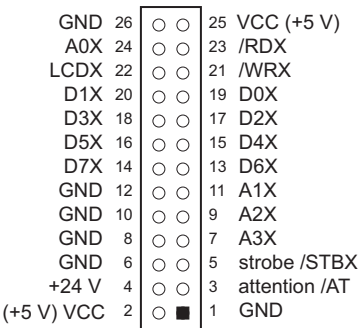 GND 26 25 VCC (+5 V)
A0X 24 23 /RDX
LCDX 22 21 /WRX
D1X 20 19 D0X
D3X 18 17 D2X
D5X 16 15 D4X
D7X 14 13 D6X
GND 12 11 A1X
GND 10 9 A2X
GND 8 7 A3X
GND 6 5 strobe /STBX
+24 V 4 3 attention /AT
(+5 V) VCC 2 1 GND